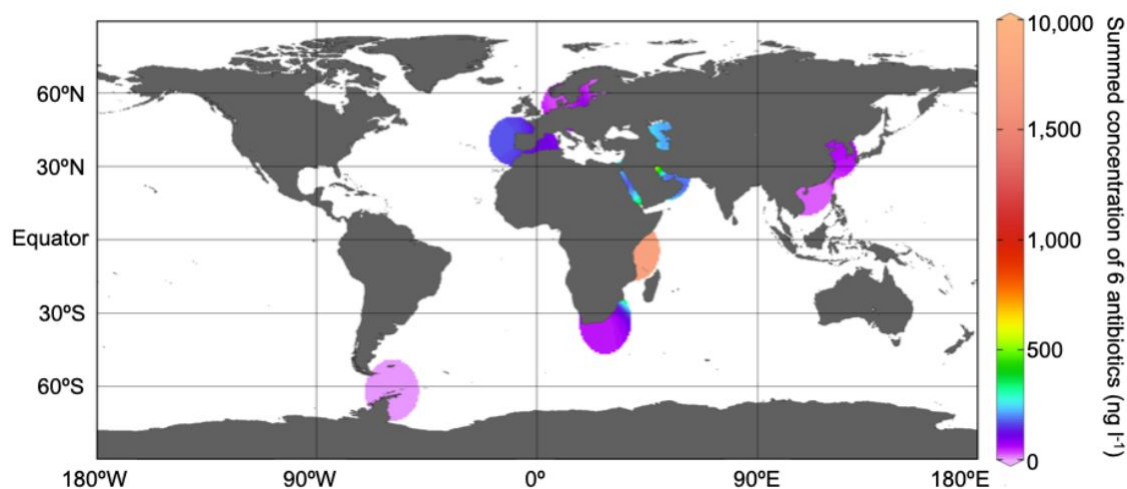 60ºN
30ºN
Equator
30ºS
60ºS
180ºW
90ºW
0º
90ºE
180ºE
10,000
1,500
1,000
500
0
Summed concentration of 6 antibiotics (ng l⁻¹)